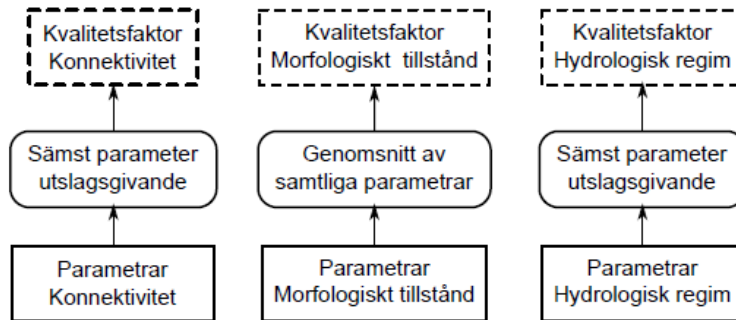 Kvalitetsfaktor
Konnektivitet
Kvalitetsfaktor
Morfologiskt tillstånd
Kvalitetsfaktor
Hydrologisk regim
Sämst parameter
utslagsgivande
Genomsnitt av
samtliga parametrar
Sämst parameter
utslagsgivande
Parametrar
Konnektivitet
Parametrar
Morfologiskt tillstånd
Parametrar
Hydrologisk regim